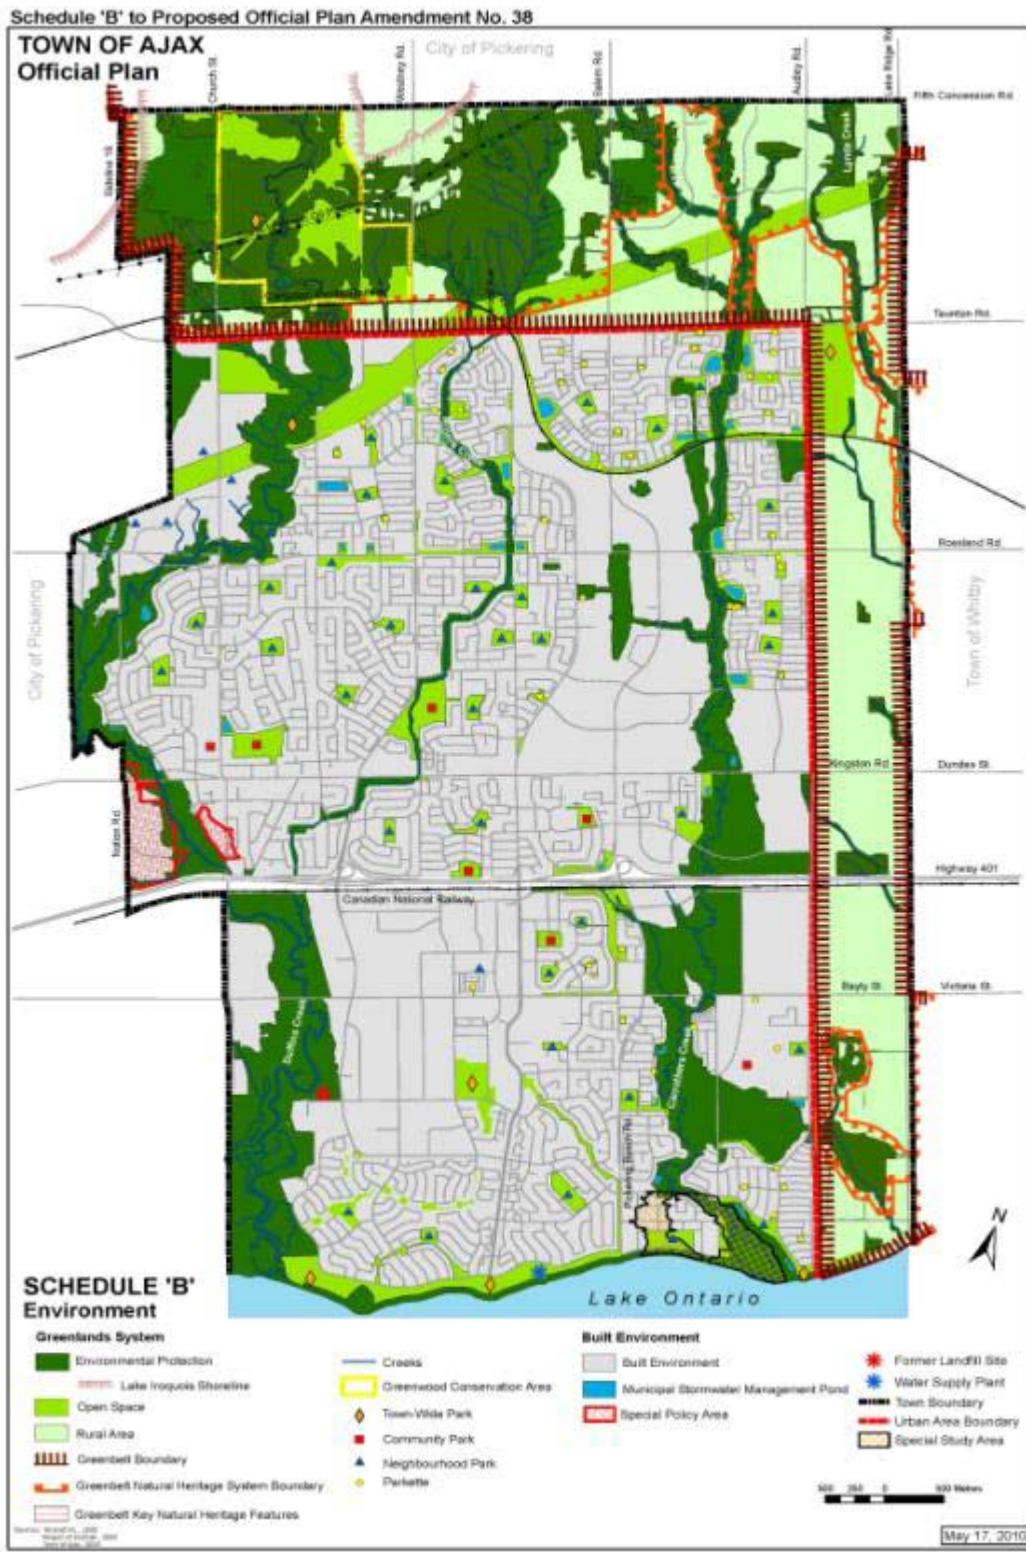 Schedule 'B' to Proposed Official Plan Amendment No. 38
TOWN OF AJAX
Official Plan
City of Pickering
Church St.
Westney Rd.
Salem Rd.
Audley Rd.
Lake Ridge Rd
Fifth Concession Rd.
Sideline 16
Lynde Creek
Taunton Rd.
Rossland Rd.
City of Pickering
Town of Whitby
Kingston Rd.
Dundas St.
Notion Rd.
Highway 401
Canadian National Railway
Bayly St.
Victoria St.
Duffins Creek
Carruthers Creek
Pickering Beach Rd.
N
Lake Ontario
SCHEDULE 'B'
Environment
Greenlands System
Environmental Protection
Lake Iroquois Shoreline
Open Space
Rural Area
Greenbelt Boundary
Greenbelt Natural Heritage System Boundary
Greenbelt Key Natural Heritage Features
Creeks
Greenwood Conservation Area
Town-Wide Park
Community Park
Neighbourhood Park
Parkette
Built Environment
Built Environment
Municipal Stormwater Management Pond
Special Policy Area
Former Landfill Site
Water Supply Plant
Town Boundary
Urban Area Boundary
Special Study Area
500 250 0 500 Metres
May 17, 2010